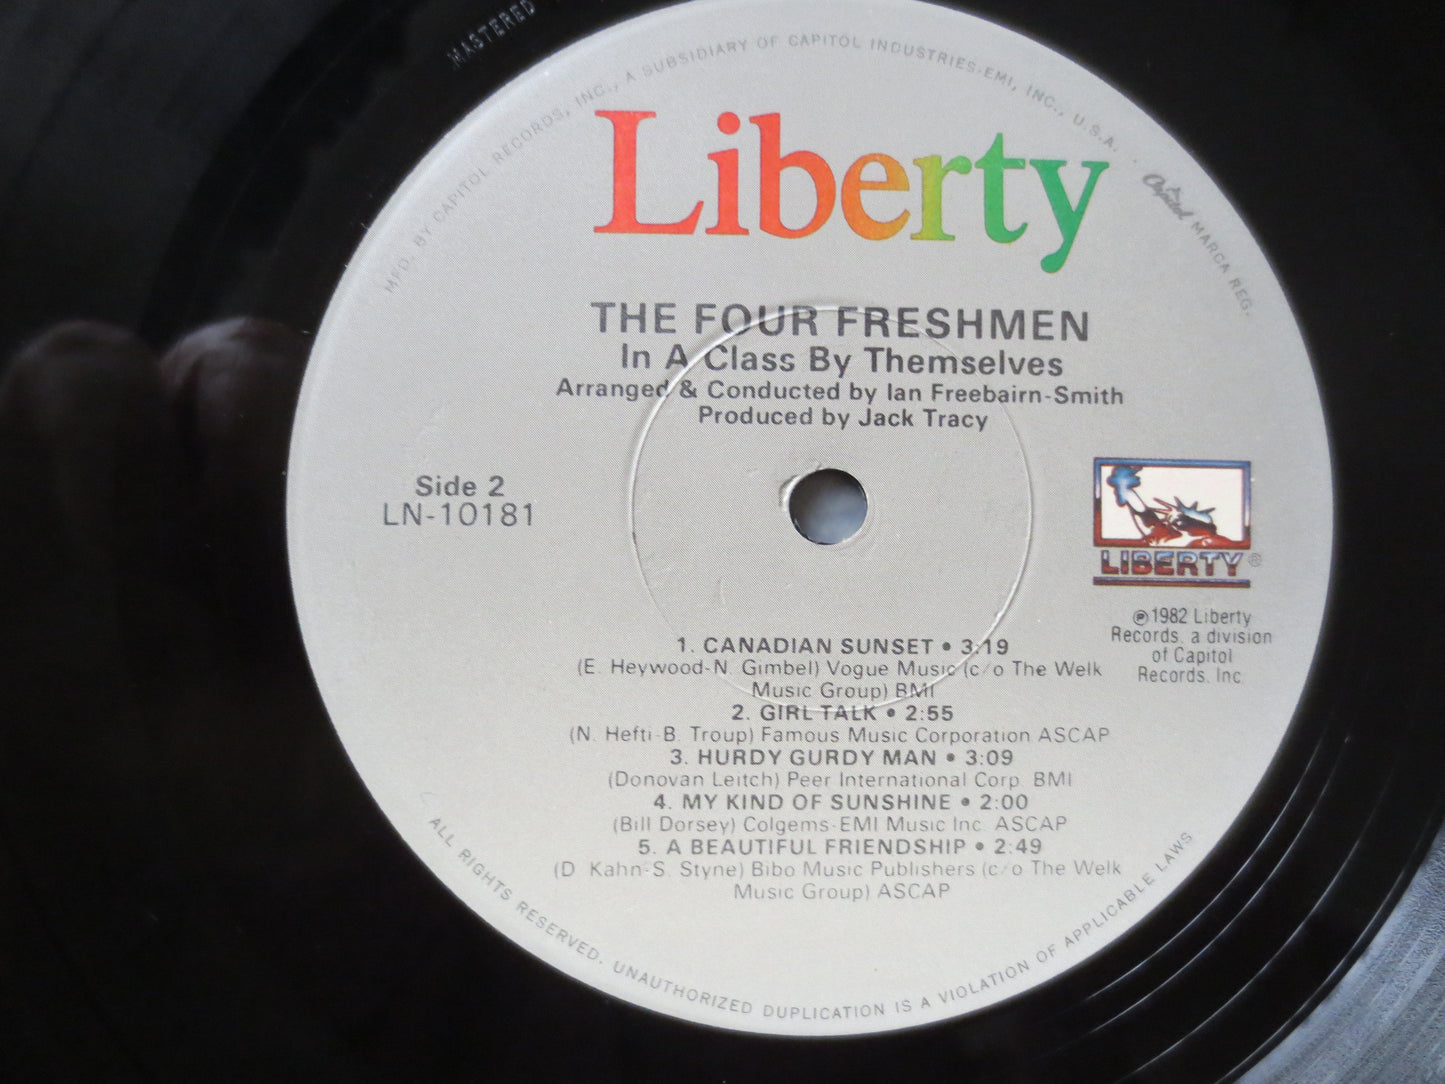 MASTERED
MFD. BY CAPITOL RECORDS, INC., A SUBSIDIARY OF CAPITOL INDUSTRIES-EMI, INC., U.S.A. . Capitol MARCA REG.
Liberty
THE FOUR FRESHMEN
In A Class By Themselves
Arranged & Conducted by Ian Freebairn-Smith
Produced by Jack Tracy
Side 2
LN-10181
LIBERTY®
℗1982 Liberty
Records, a division
of Capitol
Records, Inc.
1. CANADIAN SUNSET • 3:19
(E. Heywood-N. Gimbel) Vogue Music (c/o The Welk
Music Group) BMI
2. GIRL TALK • 2:55
(N. Hefti-B. Troup) Famous Music Corporation ASCAP
3. HURDY GURDY MAN • 3:09
(Donovan Leitch) Peer International Corp. BMI
4. MY KIND OF SUNSHINE • 2:00
(Bill Dorsey) Colgems-EMI Music Inc. ASCAP
5. A BEAUTIFUL FRIENDSHIP • 2:49
(D. Kahn-S. Styne) Bibo Music Publishers (c/o The Welk
Music Group) ASCAP
ALL RIGHTS RESERVED. UNAUTHORIZED DUPLICATION IS A VIOLATION OF APPLICABLE LAWS